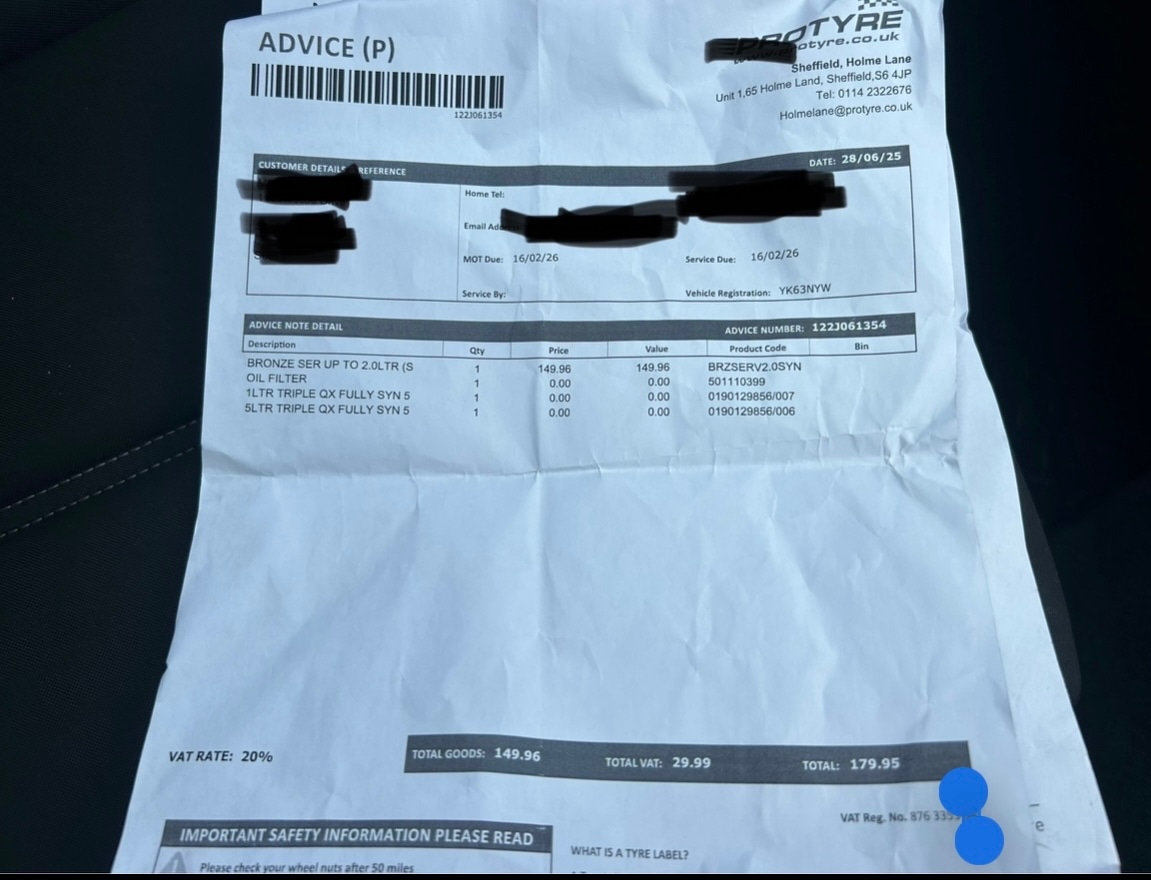 ADVICE (P)
122J061354
PROTYRE
otyre.co.uk
Sheffield, Holme Lane
Unit 1,65 Holme Land, Sheffield,S6 4JP
Tel: 0114 2322676
Holmelane@protyre.co.uk
CUSTOMER DETAILS REFERENCE
DATE: 28/06/25
Home Tel:
Email Add
MOT Due: 16/02/26 Service Due: 16/02/26
Service By: Vehicle Registration: YK63NYW
ADVICE NOTE DETAIL ADVICE NUMBER: 122J061354
Description Qty Price Value Product Code Bin
BRONZE SER UP TO 2.0LTR (S 1 149.96 149.96 BRZSERV2.0SYN
OIL FILTER 1 0.00 0.00 501110399
1LTR TRIPLE QX FULLY SYN 5 1 0.00 0.00 0190129856/007
5LTR TRIPLE QX FULLY SYN 5 1 0.00 0.00 0190129856/006
VAT RATE: 20% TOTAL GOODS: 149.96 TOTAL VAT: 29.99 TOTAL: 179.95
VAT Reg. No. 876
IMPORTANT SAFETY INFORMATION PLEASE READ
WHAT IS A TYRE LABEL?
Please check your wheel nuts after 50 miles